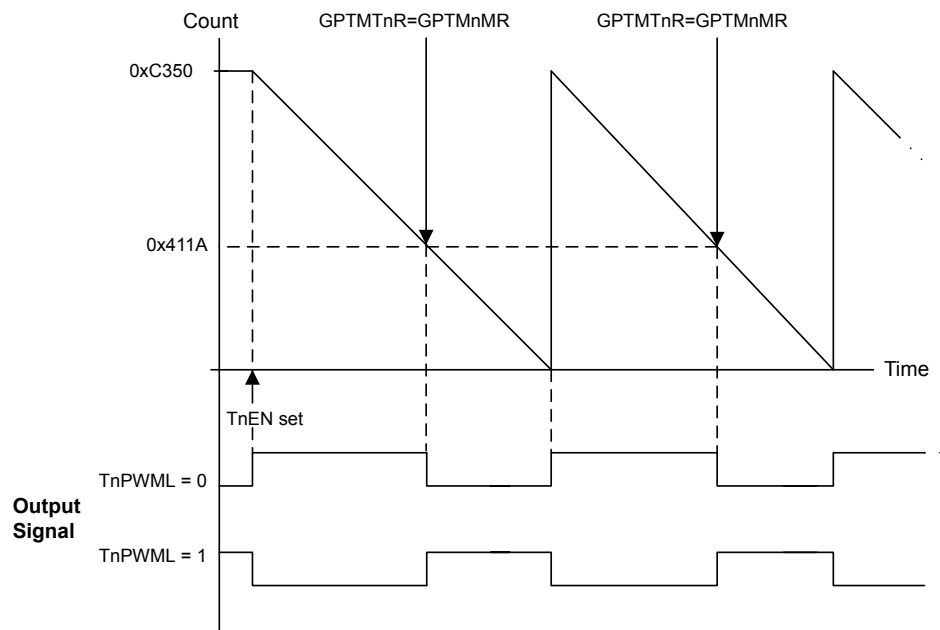 Count
GPTMTnR=GPTMnMR
GPTMTnR=GPTMnMR
0xC350
0x411A
Time
TnEN set
TnPWML = 0
Output
Signal
TnPWML = 1